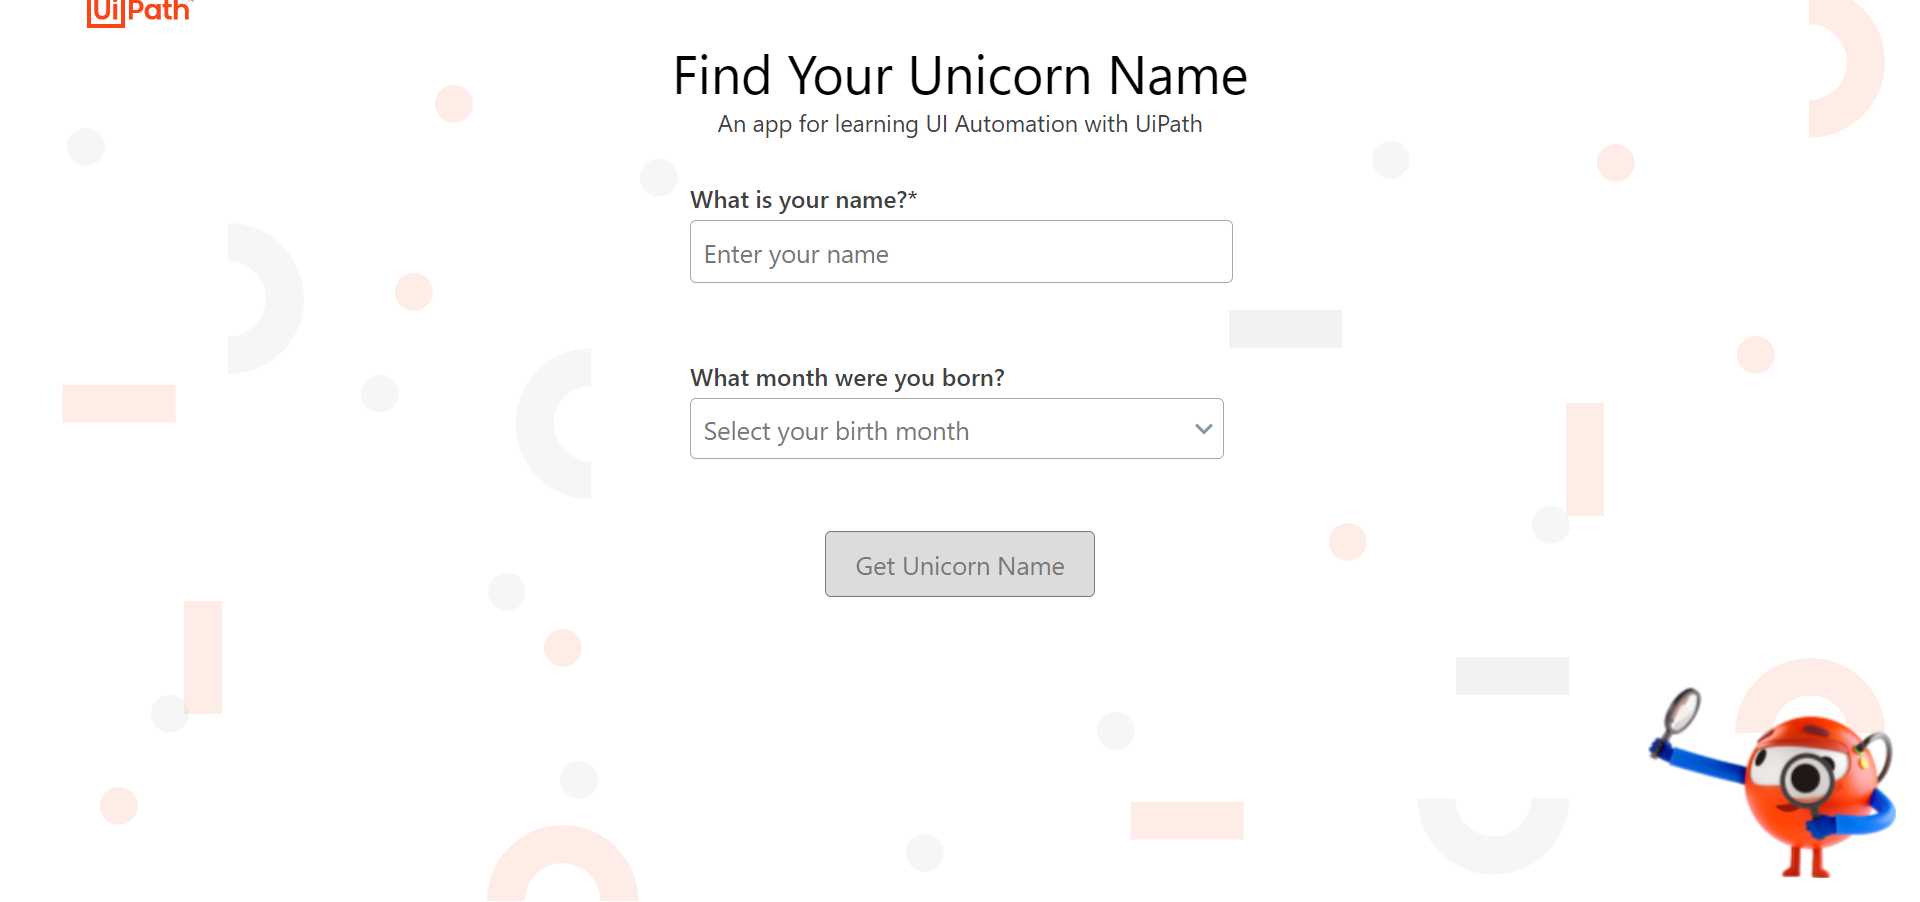 UiPath
Find Your Unicorn Name
An app for learning UI Automation with UiPath
What is your name?*
Enter your name
What month were you born?
Select your birth month
Get Unicorn Name